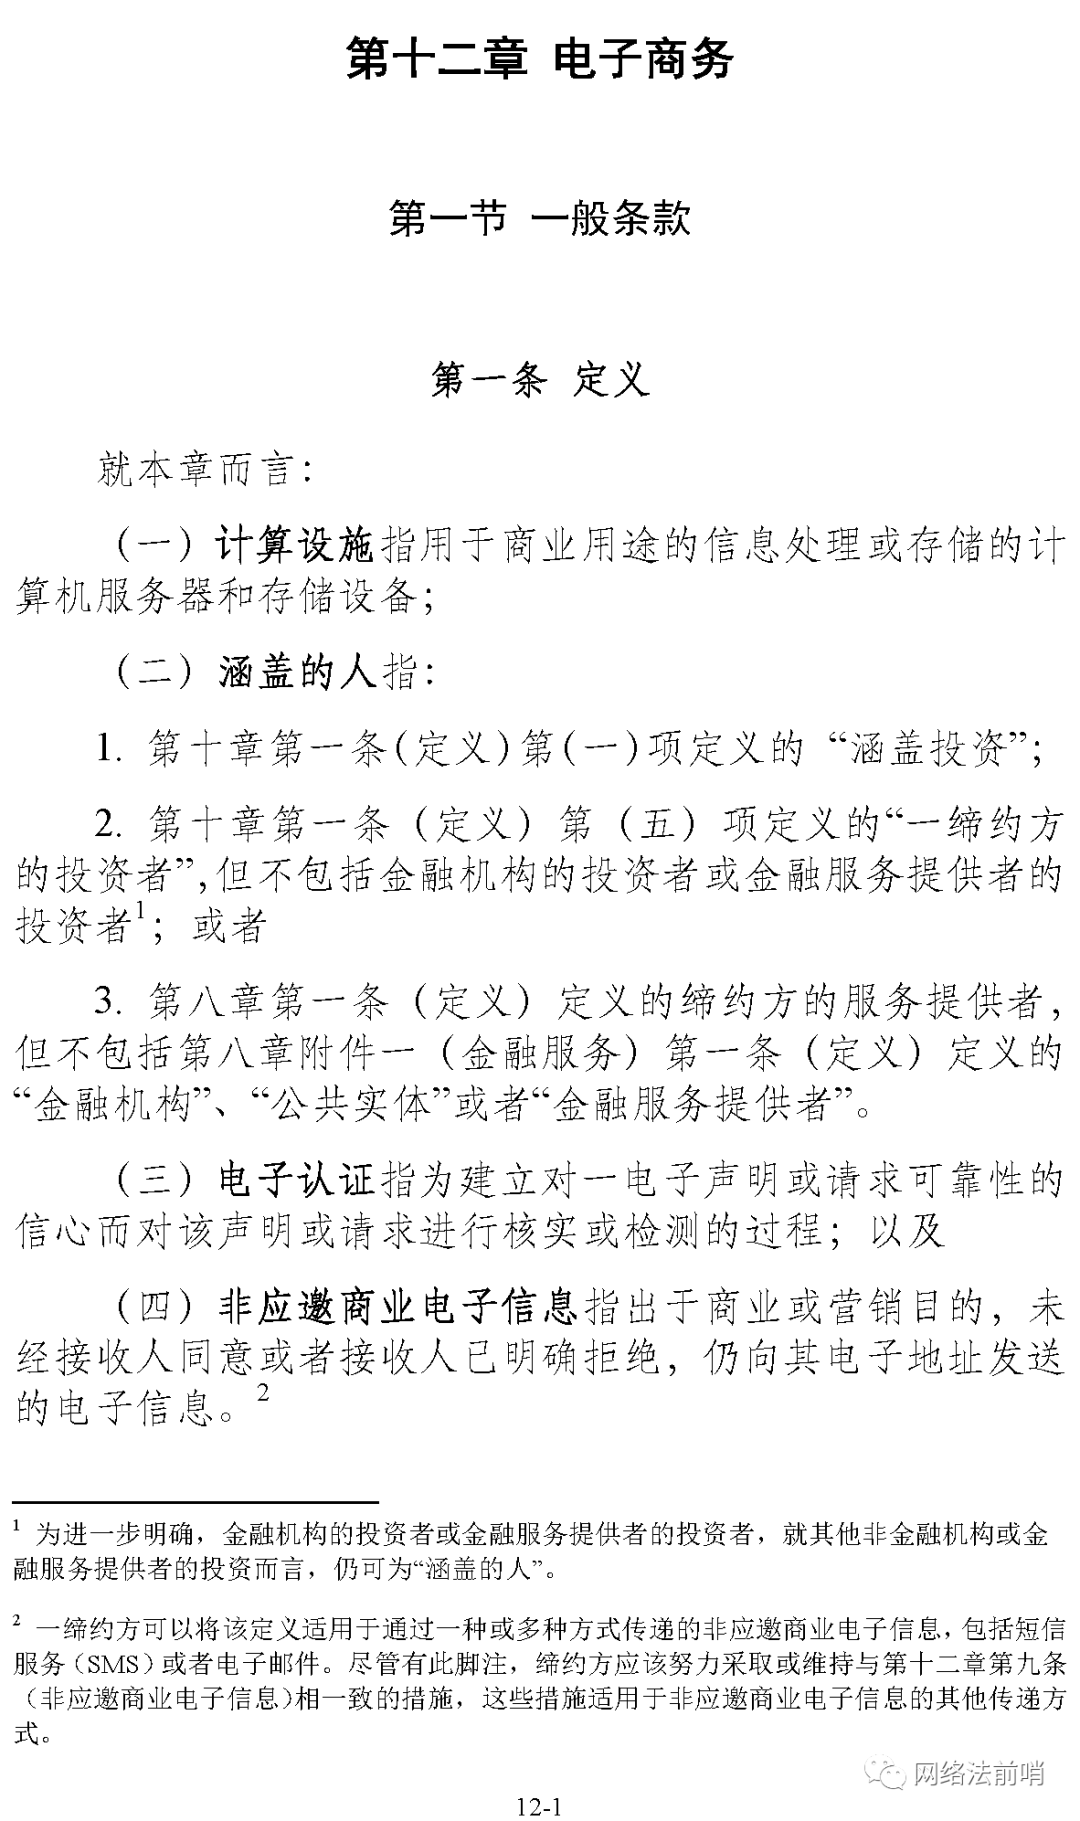 第十二章 电子商务
第一节 一般条款
第一条 定义
就本章而言：
（一）计算设施指用于商业用途的信息处理或存储的计
算机服务器和存储设备；
（二）涵盖的人指：
1. 第十章第一条(定义)第(一)项定义的 “涵盖投资”；
2. 第十章第一条（定义）第（五）项定义的“一缔约方
的投资者”,但不包括金融机构的投资者或金融服务提供者的
投资者1；或者
3. 第八章第一条（定义）定义的缔约方的服务提供者，
但不包括第八章附件一（金融服务）第一条（定义）定义的
“金融机构”、“公共实体”或者“金融服务提供者”。
（三）电子认证指为建立对一电子声明或请求可靠性的
信心而对该声明或请求进行核实或检测的过程；以及
（四）非应邀商业电子信息指出于商业或营销目的，未
经接收人同意或者接收人已明确拒绝，仍向其电子地址发送
的电子信息。2
1 为进一步明确，金融机构的投资者或金融服务提供者的投资者，就其他非金融机构或金
融服务提供者的投资而言，仍可为“涵盖的人”。
2 一缔约方可以将该定义适用于通过一种或多种方式传递的非应邀商业电子信息，包括短信
服务（SMS）或者电子邮件。尽管有此脚注，缔约方应该努力采取或维持与第十二章第九条
（非应邀商业电子信息)相一致的措施，这些措施适用于非应邀商业电子信息的其他传递方
式。
网络法前哨
12-1